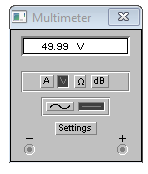 Multimeter
49.99 V
A V Ω dB
Settings
− +